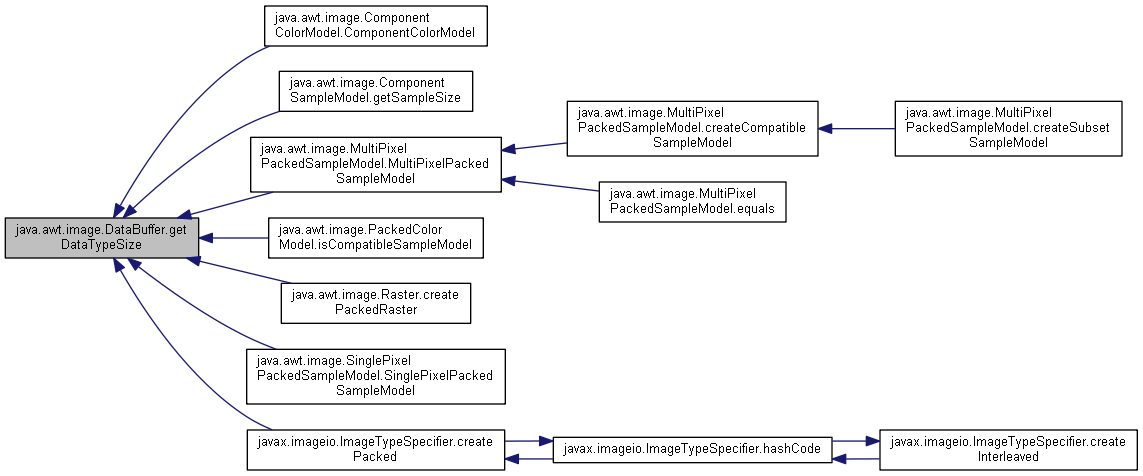 java.awt.image.Component
ColorModel.ComponentColorModel
java.awt.image.Component
SampleModel.getSampleSize
java.awt.image.MultiPixel
PackedSampleModel.createCompatible
SampleModel
java.awt.image.MultiPixel
PackedSampleModel.createSubset
SampleModel
java.awt.image.MultiPixel
PackedSampleModel.MultiPixelPacked
SampleModel
java.awt.image.MultiPixel
PackedSampleModel.equals
java.awt.image.DataBuffer.get
DataTypeSize
java.awt.image.PackedColor
Model.isCompatibleSampleModel
java.awt.image.Raster.create
PackedRaster
java.awt.image.SinglePixel
PackedSampleModel.SinglePixelPacked
SampleModel
javax.imageio.ImageTypeSpecifier.create
Packed
javax.imageio.ImageTypeSpecifier.hashCode
javax.imageio.ImageTypeSpecifier.create
Interleaved